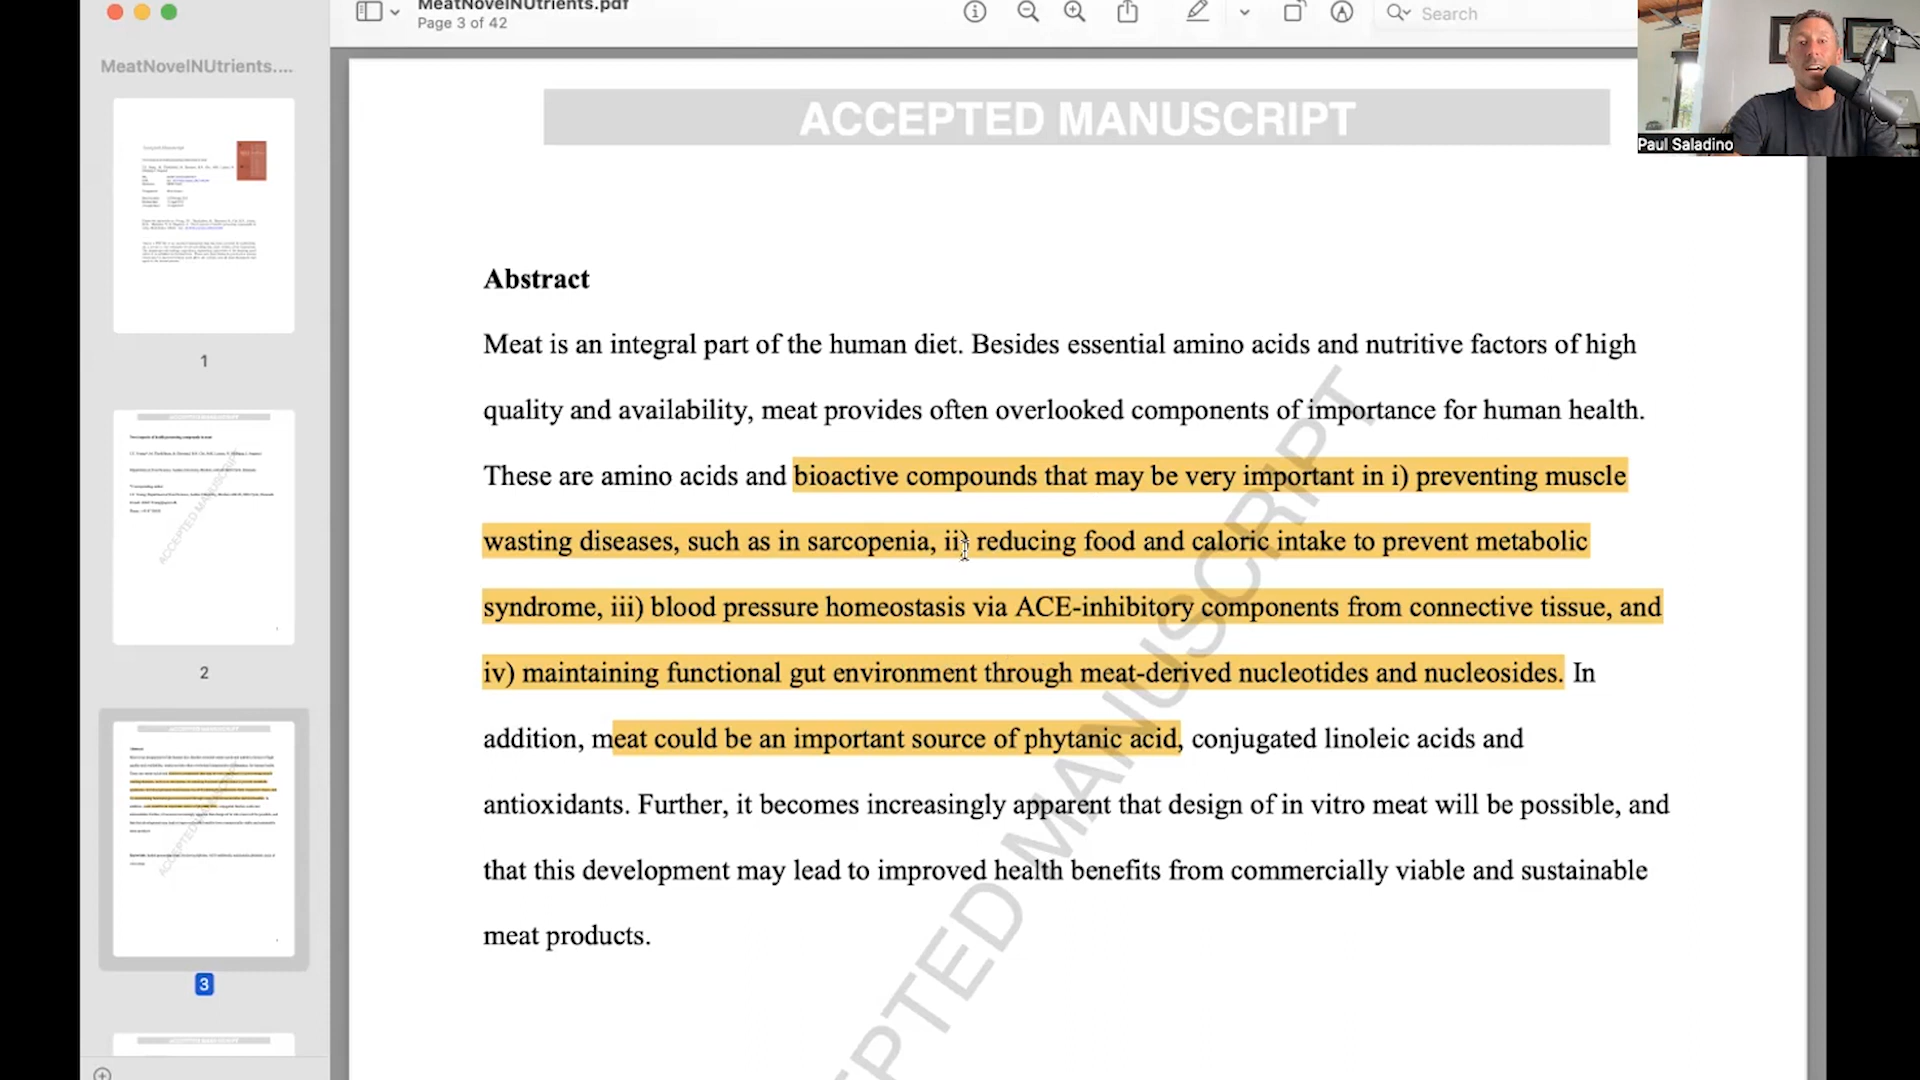 MeatNovelNUtrients.pdf
Page 3 of 42
Search
MeatNovelNUtrients....
1
2
3
Paul Saladino
ACCEPTED MANUSCRIPT
Abstract
Meat is an integral part of the human diet. Besides essential amino acids and nutritive factors of high
quality and availability, meat provides often overlooked components of importance for human health.
These are amino acids and bioactive compounds that may be very important in i) preventing muscle
wasting diseases, such as in sarcopenia, ii) reducing food and caloric intake to prevent metabolic
syndrome, iii) blood pressure homeostasis via ACE-inhibitory components from connective tissue, and
iv) maintaining functional gut environment through meat-derived nucleotides and nucleosides. In
addition, meat could be an important source of phytanic acid, conjugated linoleic acids and
antioxidants. Further, it becomes increasingly apparent that design of in vitro meat will be possible, and
that this development may lead to improved health benefits from commercially viable and sustainable
meat products.
EPTED MANUSCRIPT